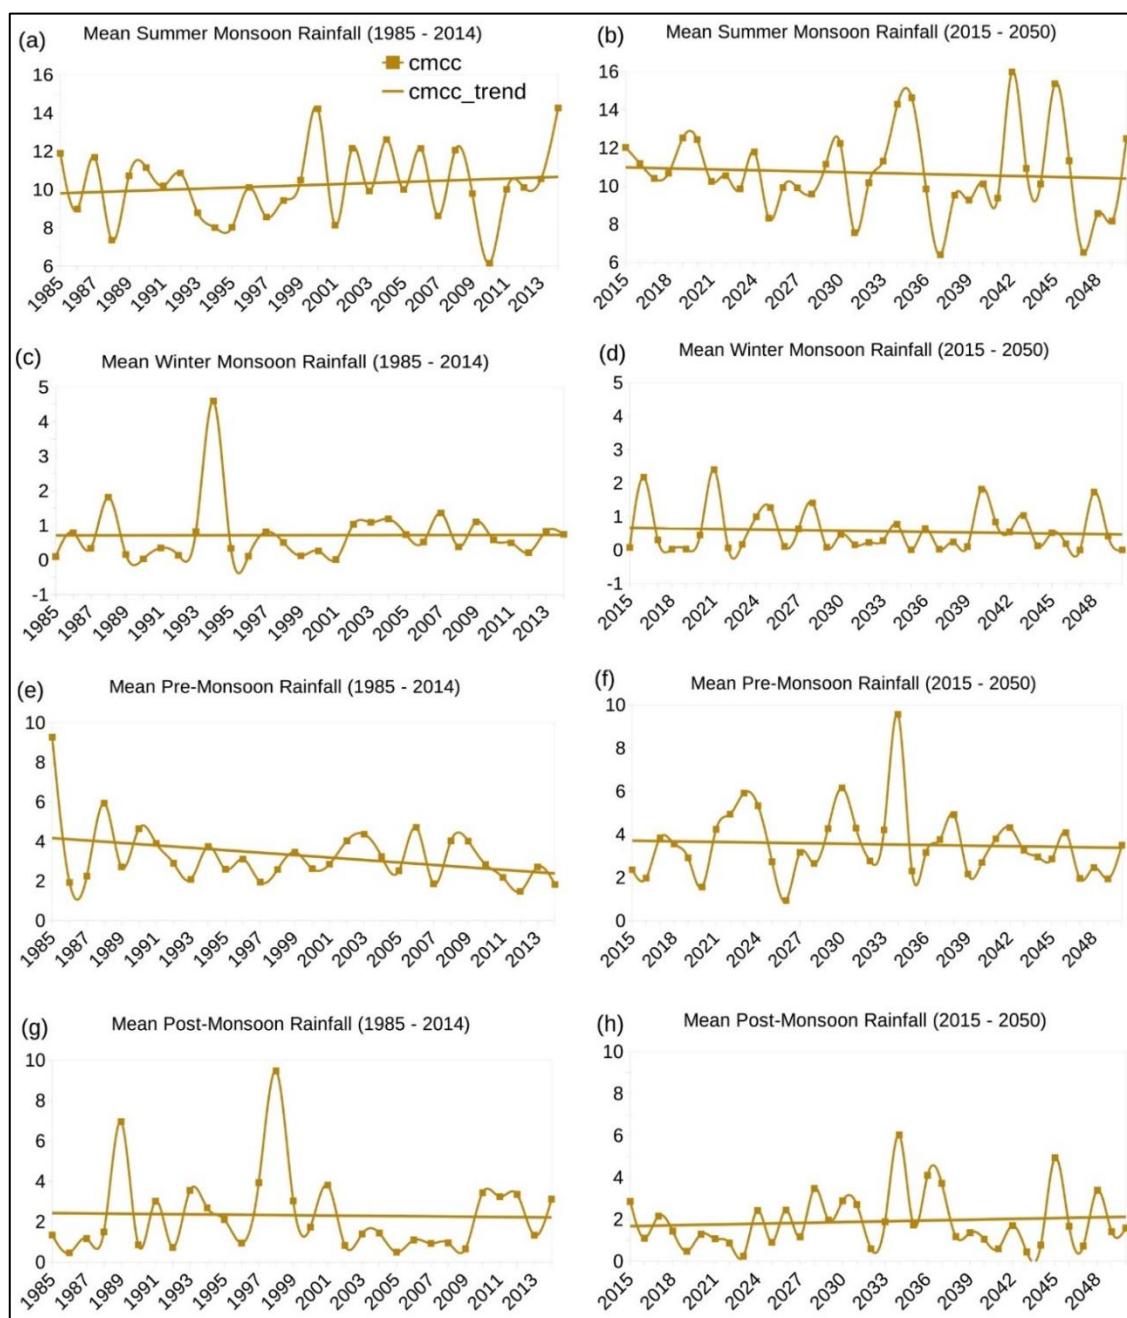 (a) Mean Summer Monsoon Rainfall (1985 - 2014)
cmcc
cmcc_trend
16
14
12
10
8
6
1985 1987 1989 1991 1993 1995 1997 1999 2001 2003 2005 2007 2009 2011 2013
(b) Mean Summer Monsoon Rainfall (2015 - 2050)
16
14
12
10
8
6
2015 2018 2021 2024 2027 2030 2033 2036 2039 2042 2045 2048
(c) Mean Winter Monsoon Rainfall (1985 - 2014)
5
4
3
2
1
0
-1
1985 1987 1989 1991 1993 1995 1997 1999 2001 2003 2005 2007 2009 2011 2013
(d) Mean Winter Monsoon Rainfall (2015 - 2050)
5
4
3
2
1
0
-1
2015 2018 2021 2024 2027 2030 2033 2036 2039 2042 2045 2048
(e) Mean Pre-Monsoon Rainfall (1985 - 2014)
10
8
6
4
2
0
1985 1987 1989 1991 1993 1995 1997 1999 2001 2003 2005 2007 2009 2011 2013
(f) Mean Pre-Monsoon Rainfall (2015 - 2050)
10
8
6
4
2
0
2015 2018 2021 2024 2027 2030 2033 2036 2039 2042 2045 2048
(g) Mean Post-Monsoon Rainfall (1985 - 2014)
10
8
6
4
2
0
1985 1987 1989 1991 1993 1995 1997 1999 2001 2003 2005 2007 2009 2011 2013
(h) Mean Post-Monsoon Rainfall (2015 - 2050)
10
8
6
4
2
0
2015 2018 2021 2024 2027 2030 2033 2036 2039 2042 2045 2048